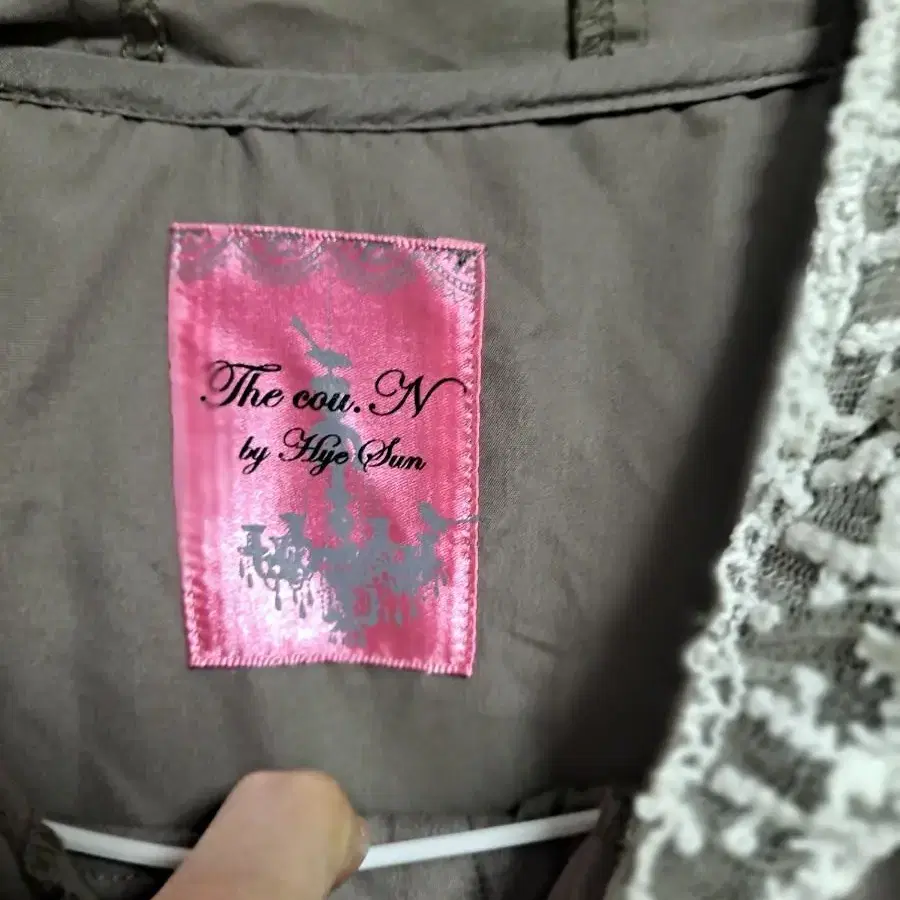 The cou. N
by Hye Sun